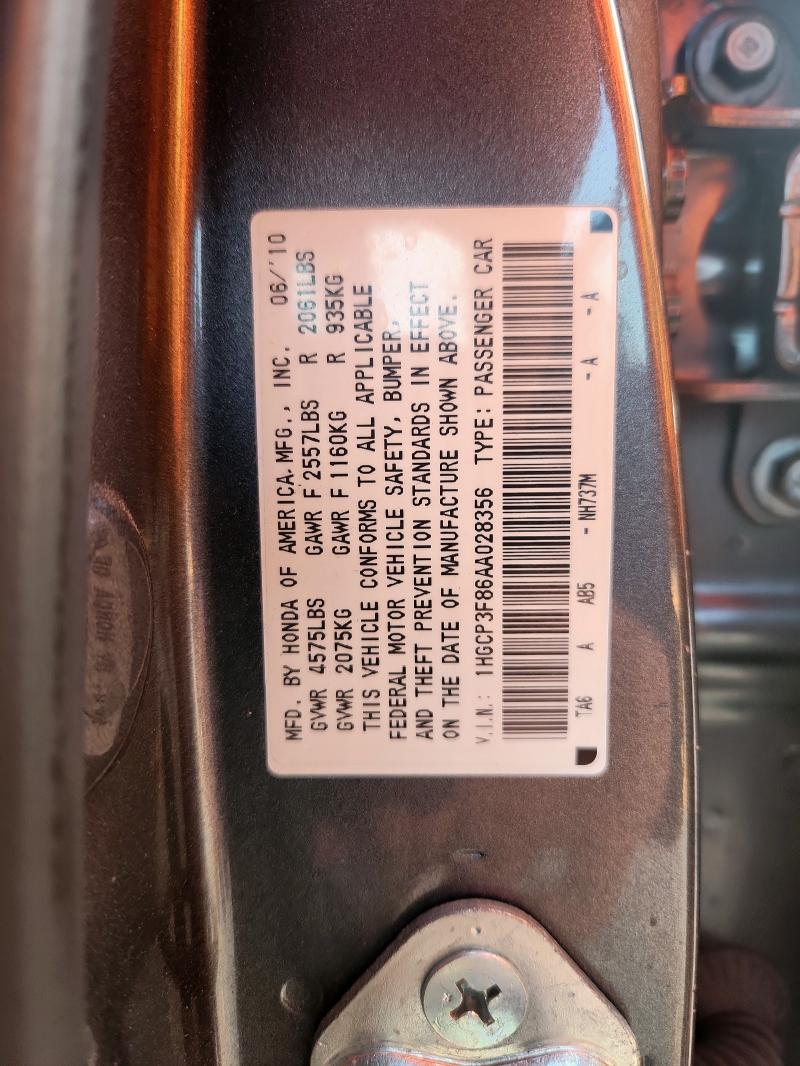 MFD. BY HONDA OF AMERICA. MFG., INC. 06/'10
GVWR 4575LBS GAWR F 2557LBS R 2061LBS
GVWR 2075KG GAWR F 1160KG R 935KG
THIS VEHICLE CONFORMS TO ALL APPLICABLE
FEDERAL MOTOR VEHICLE SAFETY, BUMPER,
AND THEFT PREVENTION STANDARDS IN EFFECT
ON THE DATE OF MANUFACTURE SHOWN ABOVE.
V.I.N.: 1HGCP3F86AA028356 TYPE: PASSENGER CAR
TA6 A AB5 - NH737M - A - A